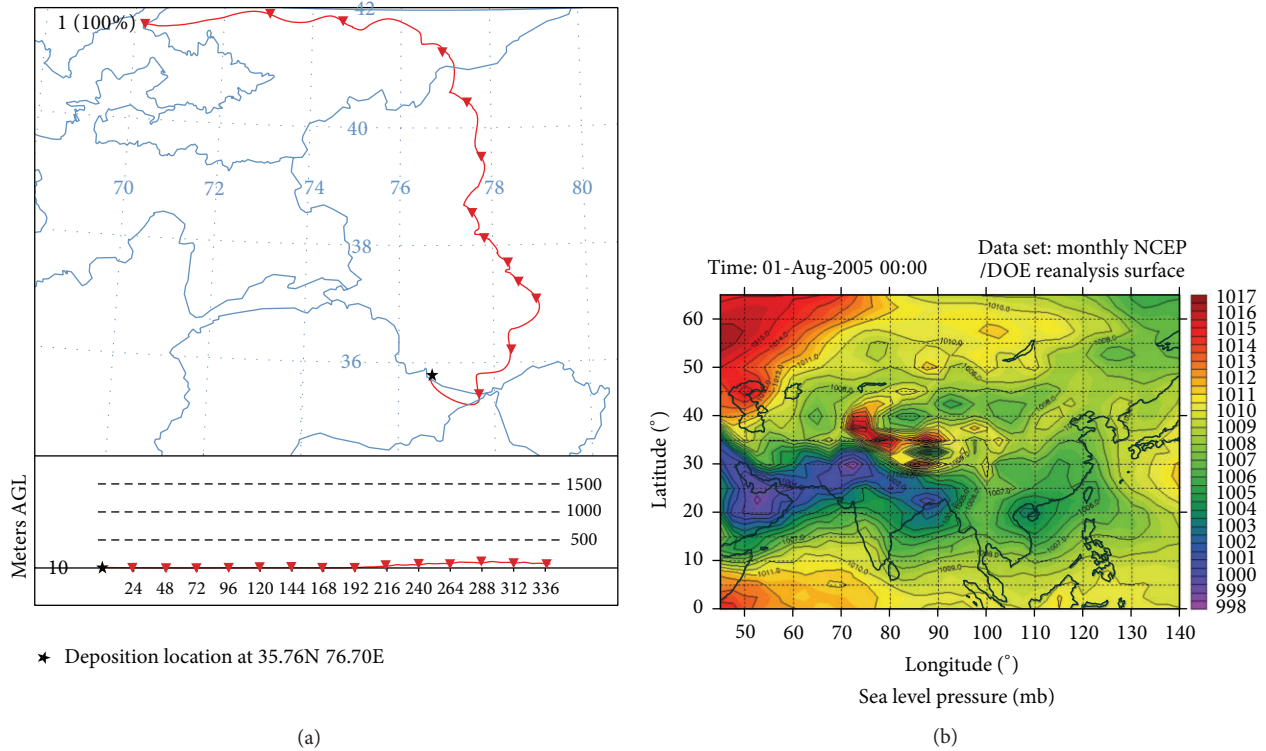 1 (100%)
42
40
70 72 74 76 78 80
38
36
Meters AGL
1500
1000
500
10
24 48 72 96 120 144 168 192 216 240 264 288 312 336
★ Deposition location at 35.76N 76.70E
(a)
Time: 01-Aug-2005 00:00
Data set: monthly NCEP
/DOE reanalysis surface
Latitude (°)
60
50
40
30
20
10
0
50 60 70 80 90 100 110 120 130 140
Longitude (°)
Sea level pressure (mb)
1017
1016
1015
1014
1013
1012
1011
1010
1009
1008
1007
1006
1005
1004
1003
1002
1001
1000
999
998
(b)